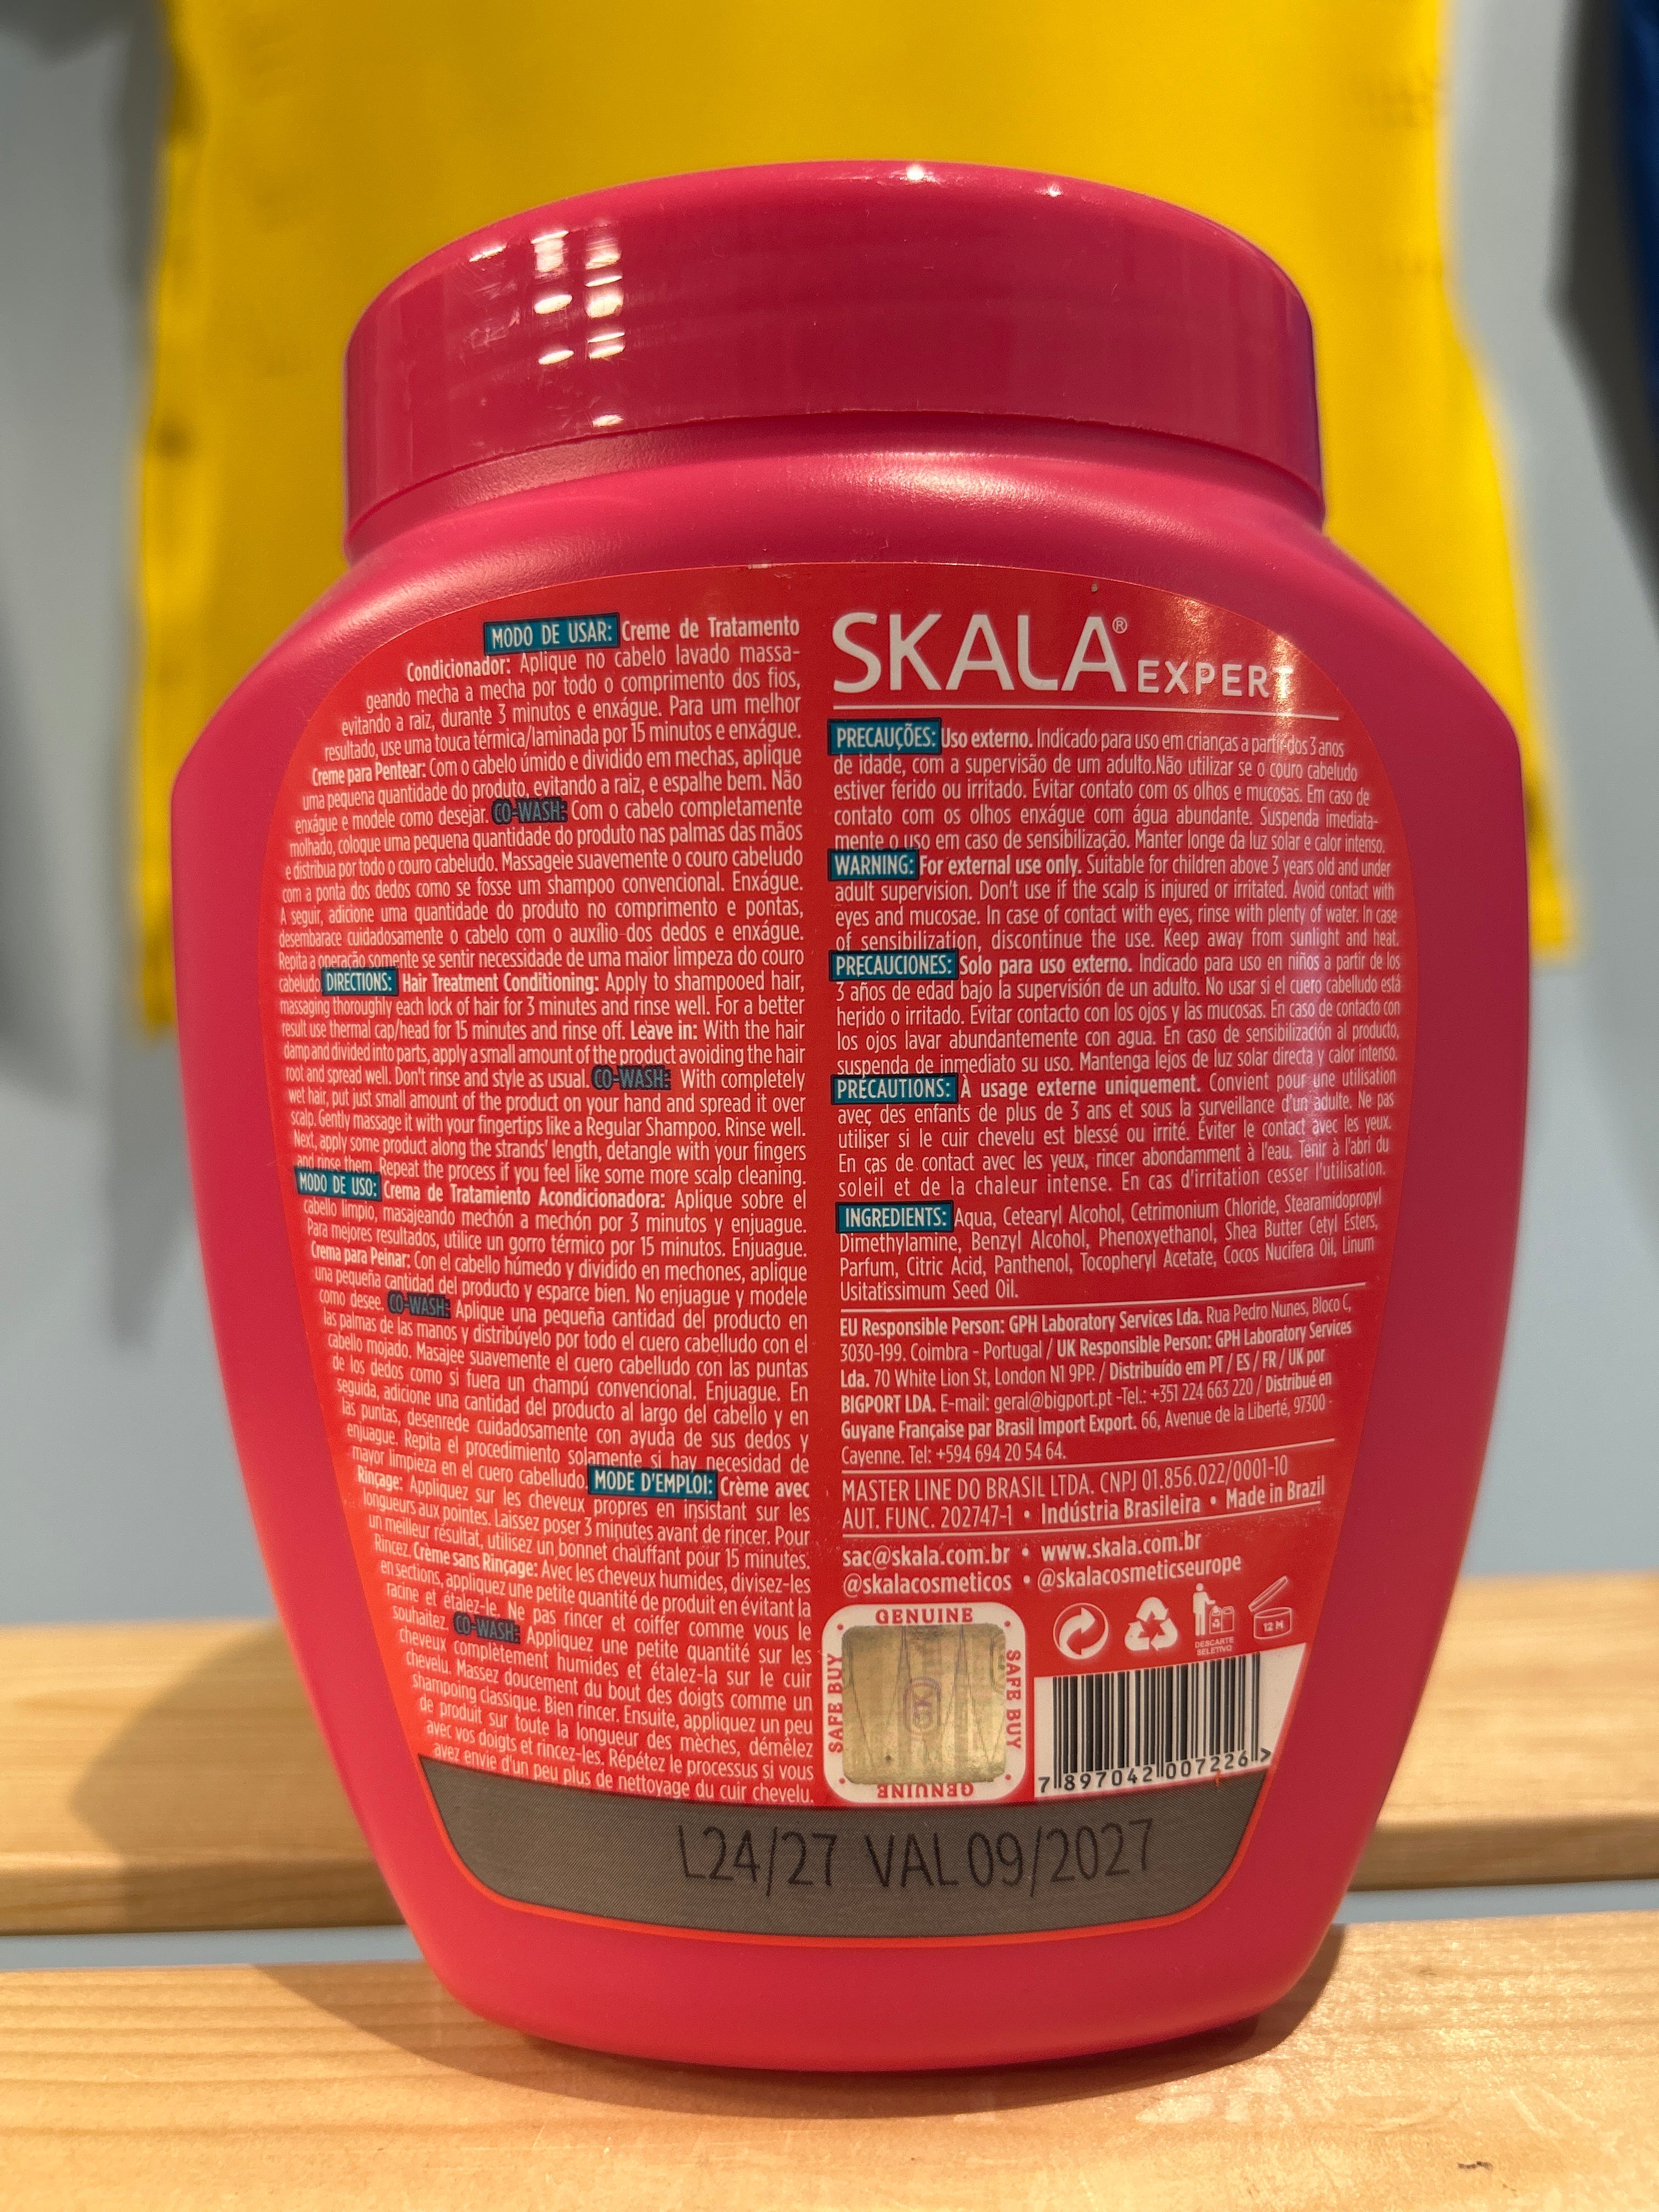 MODO DE USAR: Creme de Tratamento
Condicionador: Aplique no cabelo lavado massa-
geando mecha a mecha por todo o comprimento dos fios,
evitando a raiz, durante 3 minutos e enxágue. Para um melhor
resultado, use uma touca térmica/laminada por 15 minutos e enxágue.
Creme para Pentear: Com o cabelo úmido e dividido em mechas, aplique
uma pequena quantidade do produto, evitando a raiz, e espalhe bem. Não
enxágue e modele como desejar. CO-WASH: Com o cabelo completamente
molhado, coloque uma pequena quantidade do produto nas palmas das mãos
e distribua por todo o couro cabeludo. Massageie suavemente o couro cabeludo
com a ponta dos dedos como se fosse um shampoo convencional. Enxágue.
A seguir, adicione uma quantidade do produto no comprimento e pontas,
desembarace cuidadosamente o cabelo com o auxílio dos dedos e enxágue.
Repita a operação somente se sentir necessidade de uma maior limpeza do couro
cabeludo DIRECTIONS: Hair Treatment Conditioning: Apply to shampooed hair,
massaging thoroughly each lock of hair for 3 minutes and rinse well. For a better
result use thermal cap/head for 15 minutes and rinse off. Leave in: With the hair
damp and divided into parts, apply a small amount of the product avoiding the hair
root and spread well. Don't rinse and style as usual. CO-WASH: With completely
wet hair, put just small amount of the product on your hand and spread it over
scalp. Gently massage it with your fingertips like a Regular Shampoo. Rinse well.
Next, apply some product along the strands' length, detangle with your fingers
and rinse them. Repeat the process if you feel like some more scalp cleaning.
MODO DE USO: Crema de Tratamiento Acondicionadora: Aplique sobre el
cabello limpio, masajeando mechón a mechón por 3 minutos y enjuague.
Para mejores resultados, utilice un gorro térmico por 15 minutos. Enjuague.
Crema para Peinar: Con el cabello húmedo y dividido en mechones, aplique
una pequeña cantidad del producto y esparce bien. No enjuague y modele
como desee. CO-WASH: Aplique una pequeña cantidad del producto en
las palmas de las manos y distribúyelo por todo el cuero cabelludo con el
cabello mojado. Masajee suavemente el cuero cabelludo con las puntas
de los dedos como si fuera un champú convencional. Enjuague. En
seguida, adicione una cantidad del producto al largo del cabello y en
las puntas, desenrede cuidadosamente con ayuda de sus dedos y
enjuague. Repita el procedimiento solamente si hay necesidad de
mayor limpieza en el cuero cabelludo. MODE D'EMPLOI: Crème avec
Rinçage: Appliquez sur les cheveux propres en insistant sur les
longueurs aux pointes. Laissez poser 3 minutes avant de rincer. Pour
un meilleur résultat, utilisez un bonnet chauffant pour 15 minutes.
Rincez. Crème sans Rinçage: Avec les cheveux humides, divisez-les
en sections, appliquez une petite quantité de produit en évitant la
racine et étalez-le. Ne pas rincer et coiffer comme vous le
souhaitez. CO-WASH: Appliquez une petite quantité sur les
cheveux complètement humides et étalez-la sur le cuir
chevelu. Massez doucement du bout des doigts comme un
shampoing classique. Bien rincer. Ensuite, appliquez un peu
de produit sur toute la longueur des mèches, démêlez
avec vos doigts et rincez-les. Répétez le processus si vous
avez envie d'un peu plus de nettoyage du cuir chevelu.
SKALA® EXPERT
PRECAUÇÕES: Uso externo. Indicado para uso em crianças a partir dos 3 anos
de idade, com a supervisão de um adulto.Não utilizar se o couro cabeludo
estiver ferido ou irritado. Evitar contato com os olhos e mucosas. Em caso de
contato com os olhos enxágue com água abundante. Suspenda imediata-
mente o uso em caso de sensibilização. Manter longe da luz solar e calor intenso.
WARNING: For external use only. Suitable for children above 3 years old and under
adult supervision. Don't use if the scalp is injured or irritated. Avoid contact with
eyes and mucosae. In case of contact with eyes, rinse with plenty of water. In case
of sensibilization, discontinue the use. Keep away from sunlight and heat.
PRECAUCIONES: Solo para uso externo. Indicado para uso en niños a partir de los
3 años de edad bajo la supervisión de un adulto. No usar si el cuero cabelludo está
herido o irritado. Evitar contacto con los ojos y las mucosas. En caso de contacto con
los ojos lavar abundantemente con agua. En caso de sensibilización al producto,
suspenda de inmediato su uso. Mantenga lejos de luz solar directa y calor intenso.
PRÉCAUTIONS: À usage externe uniquement. Convient pour une utilisation
avec des enfants de plus de 3 ans et sous la surveillance d'un adulte. Ne pas
utiliser si le cuir chevelu est blessé ou irrité. Éviter le contact avec les yeux.
En cas de contact avec les yeux, rincer abondamment à l'eau. Tenir à l'abri du
soleil et de la chaleur intense. En cas d'irritation cesser l'utilisation.
INGREDIENTS: Aqua, Cetearyl Alcohol, Cetrimonium Chloride, Stearamidopropyl
Dimethylamine, Benzyl Alcohol, Phenoxyethanol, Shea Butter Cetyl Esters,
Parfum, Citric Acid, Panthenol, Tocopheryl Acetate, Cocos Nucifera Oil, Linum
Usitatissimum Seed Oil.
EU Responsible Person: GPH Laboratory Services Lda. Rua Pedro Nunes, Bloco C,
3030-199. Coimbra - Portugal / UK Responsible Person: GPH Laboratory Services
Lda. 70 White Lion St, London N1 9PP. / Distribuído em PT / ES / FR / UK por
BIGPORT LDA. E-mail: geral@bigport.pt -Tel.: +351 224 663 220 / Distribué en
Guyane Française par Brasil Import Export. 66, Avenue de la Liberté, 97300 -
Cayenne. Tel: +594 694 20 54 64.
MASTER LINE DO BRASIL LTDA. CNPJ 01.856.022/0001-10
AUT. FUNC. 202747-1 • Indústria Brasileira • Made in Brazil
sac@skala.com.br • www.skala.com.br
@skalacosmeticos • @skalacosmeticseurope
GENUINE
SAFE BUY
SAFE BUY
GENUINE
DESCARTE
SELETIVO
12 M
7 897042 007226 >
L24/27 VAL 09/2027